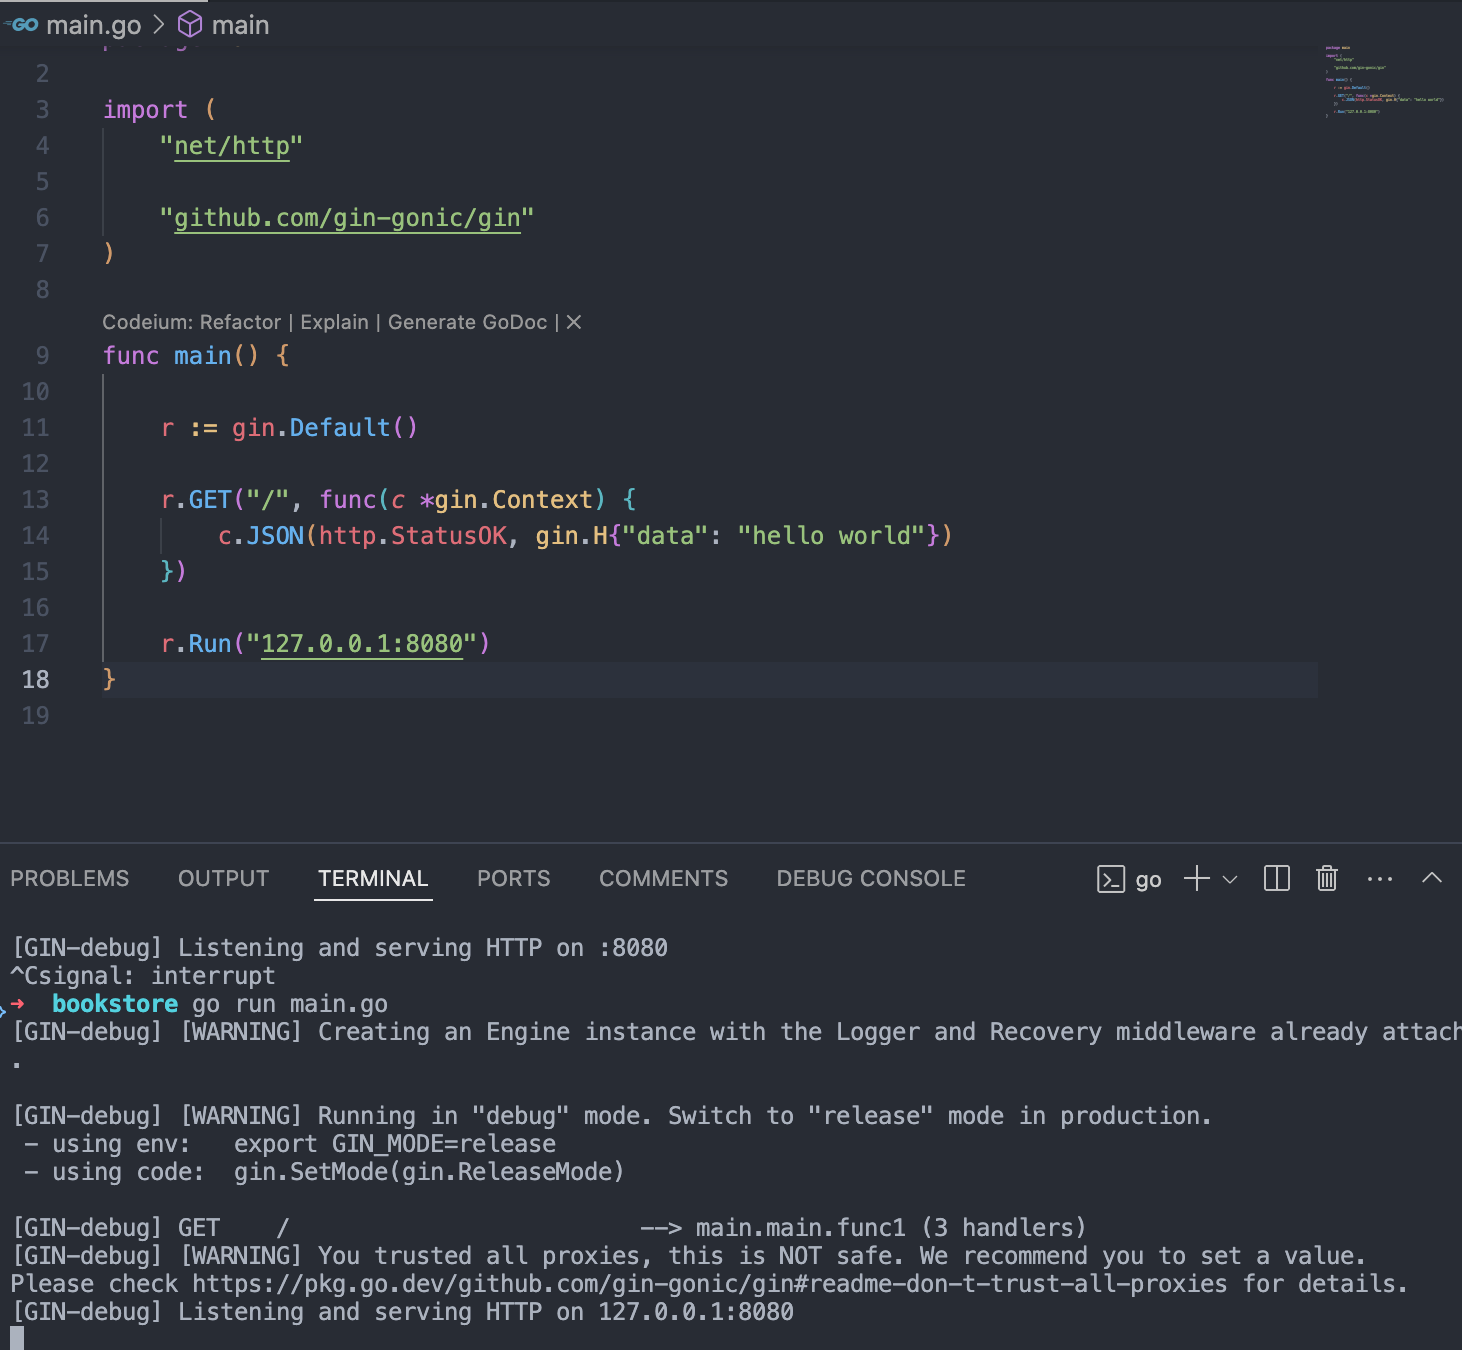 GO main.go > main
2
3 import (
4 "net/http"
5
6 "github.com/gin-gonic/gin"
7 )
8
Codeium: Refactor | Explain | Generate GoDoc | ×
9 func main() {
10
11 r := gin.Default()
12
13 r.GET("/", func(c *gin.Context) {
14 c.JSON(http.StatusOK, gin.H{"data": "hello world"})
15 })
16
17 r.Run("127.0.0.1:8080")
18 }
19
PROBLEMS OUTPUT TERMINAL PORTS COMMENTS DEBUG CONSOLE go
[GIN-debug] Listening and serving HTTP on :8080
^Csignal: interrupt
➜ bookstore go run main.go
[GIN-debug] [WARNING] Creating an Engine instance with the Logger and Recovery middleware already attach
.
[GIN-debug] [WARNING] Running in "debug" mode. Switch to "release" mode in production.
- using env: export GIN_MODE=release
- using code: gin.SetMode(gin.ReleaseMode)
[GIN-debug] GET / --> main.main.func1 (3 handlers)
[GIN-debug] [WARNING] You trusted all proxies, this is NOT safe. We recommend you to set a value.
Please check https://pkg.go.dev/github.com/gin-gonic/gin#readme-don-t-trust-all-proxies for details.
[GIN-debug] Listening and serving HTTP on 127.0.0.1:8080